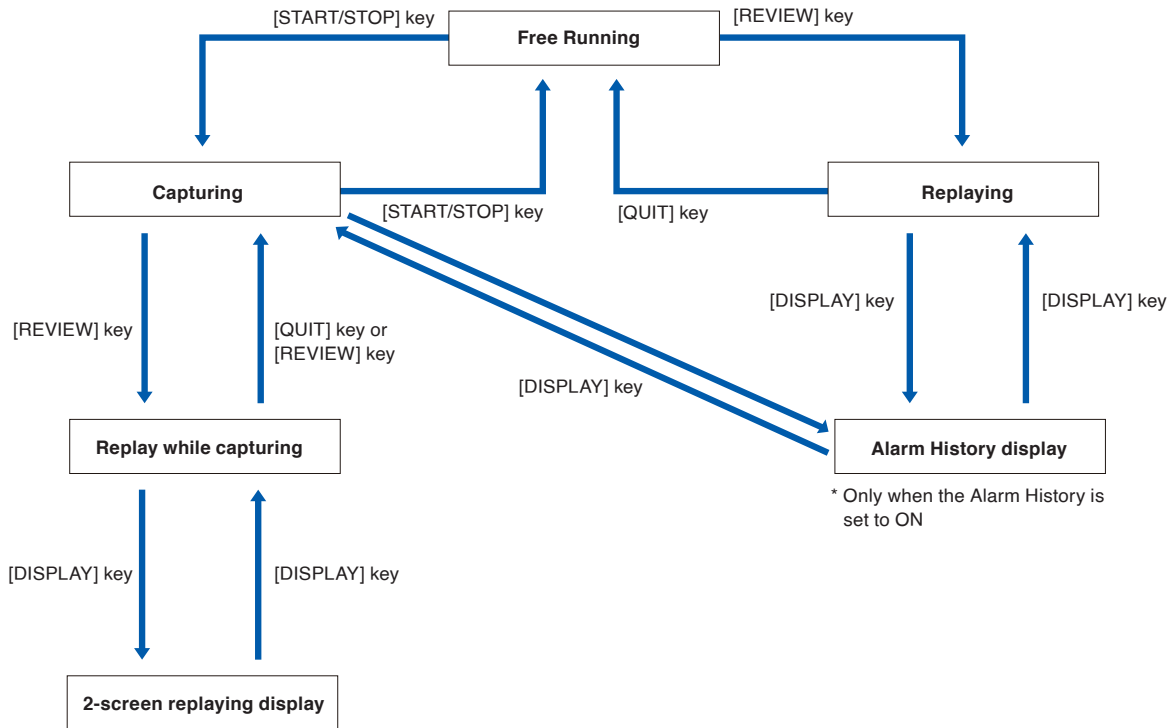 [START/STOP] key
Free Running
[REVIEW] key
Capturing
[START/STOP] key
[QUIT] key
Replaying
[REVIEW] key
[QUIT] key or
[REVIEW] key
[DISPLAY] key
[DISPLAY] key
[DISPLAY] key
Replay while capturing
Alarm History display
* Only when the Alarm History is
set to ON
[DISPLAY] key
[DISPLAY] key
2-screen replaying display